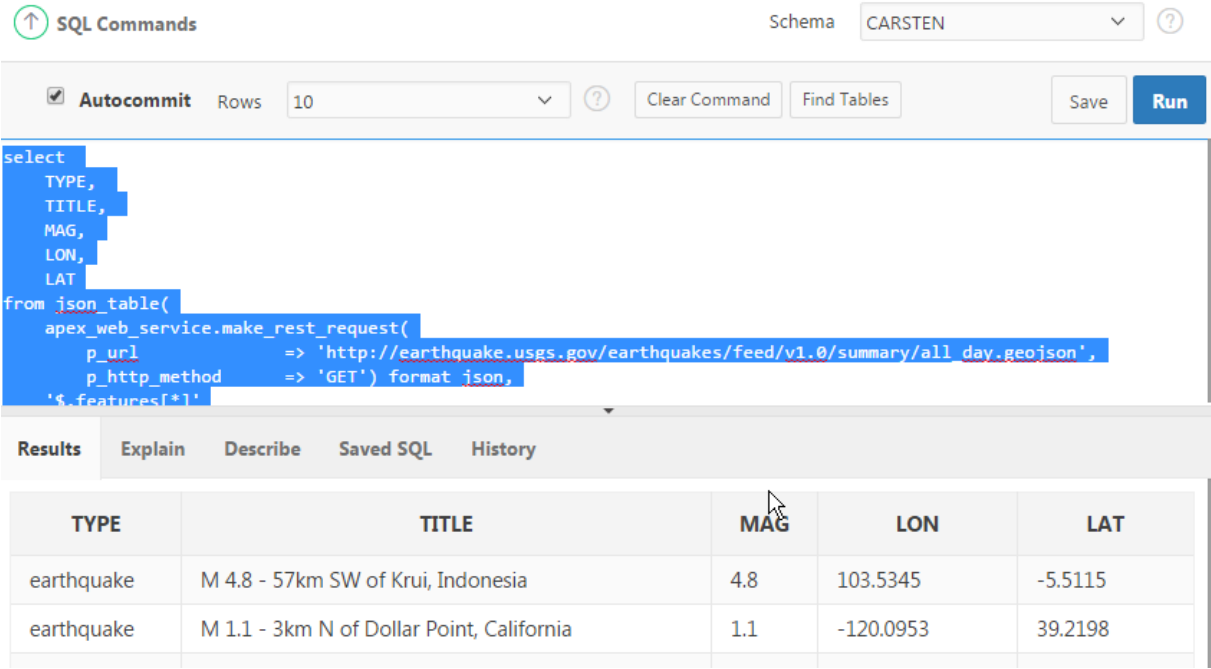 SQL Commands Schema CARSTEN ?
Autocommit Rows 10 ? Clear Command Find Tables Save Run
select
TYPE,
TITLE,
MAG,
LON,
LAT
from json_table(
apex_web_service.make_rest_request(
p_url => 'http://earthquake.usgs.gov/earthquakes/feed/v1.0/summary/all_day.geojson',
p_http_method => 'GET') format json,
'$.features[*]'
Results Explain Describe Saved SQL History
TYPE TITLE MAG LON LAT
earthquake M 4.8 - 57km SW of Krui, Indonesia 4.8 103.5345 -5.5115
earthquake M 1.1 - 3km N of Dollar Point, California 1.1 -120.0953 39.2198